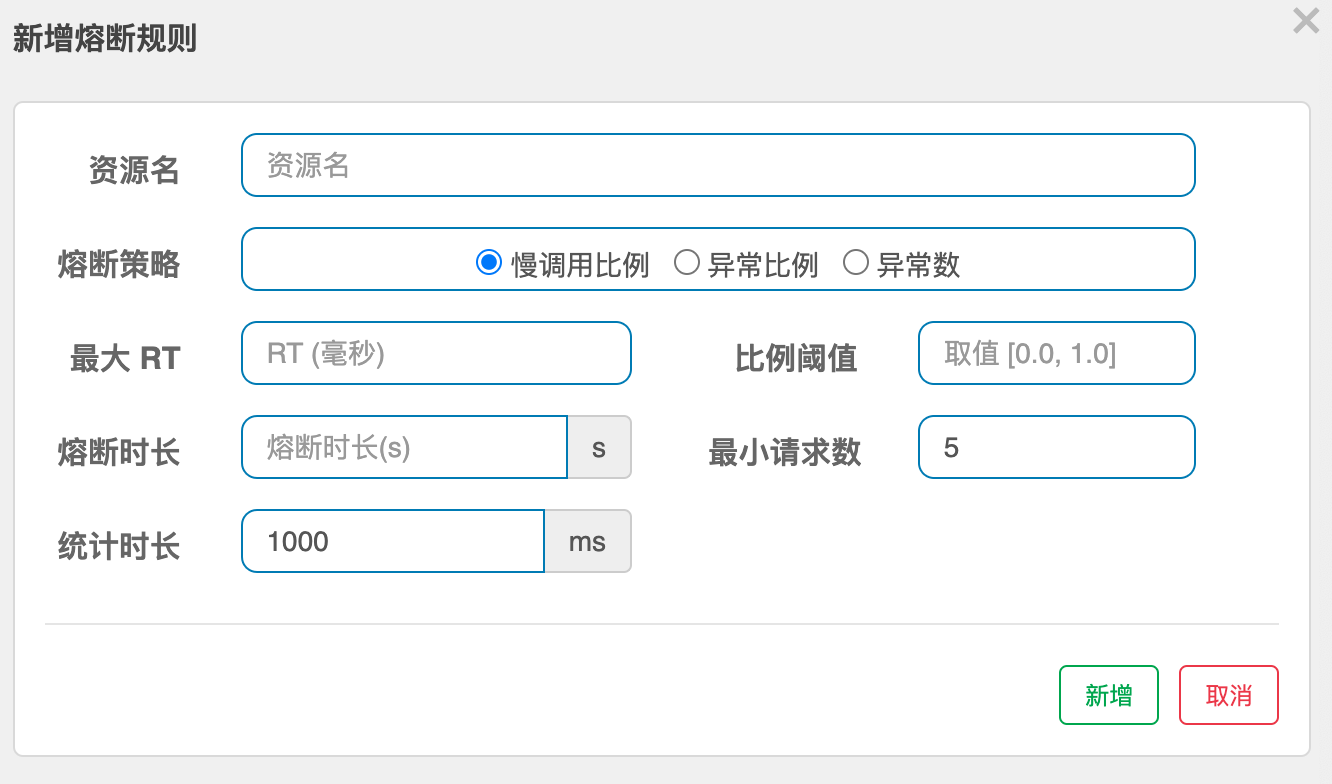 新增熔断规则
资源名 资源名
熔断策略 慢调用比例 异常比例 异常数
最大 RT RT (毫秒) 比例阈值 取值 [0.0, 1.0]
熔断时长 熔断时长(s) s 最小请求数 5
统计时长 1000 ms
新增 取消